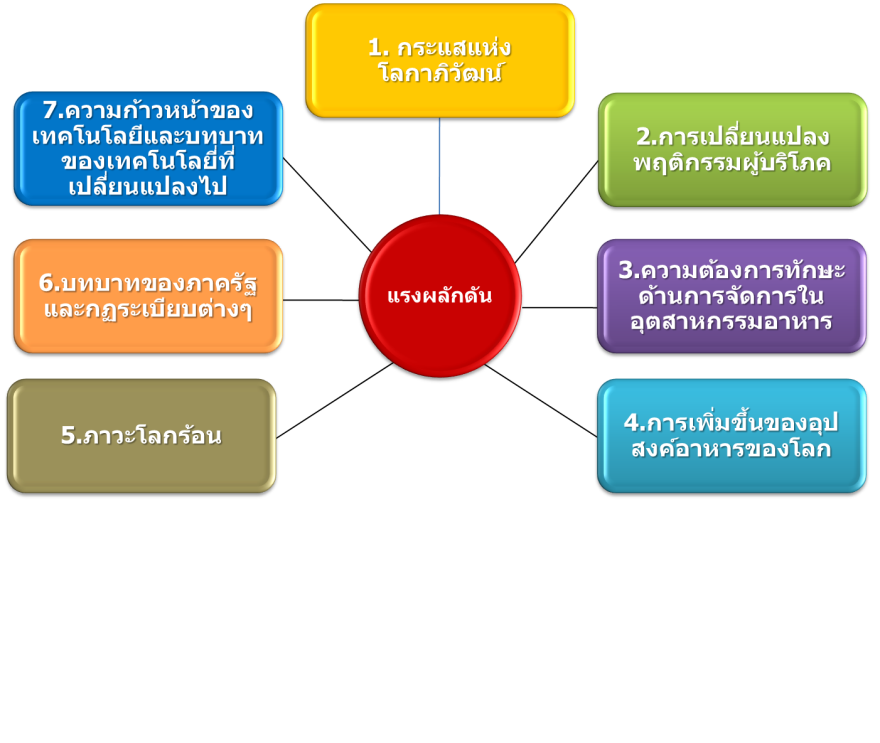 1. กระแสแห่ง
โลกาภิวัฒน์
2.การเปลี่ยนแปลง
พฤติกรรมผู้บริโภค
3.ความต้องการทักษะ
ด้านการจัดการใน
อุตสาหกรรมอาหาร
4.การเพิ่มขึ้นของอุป
สงค์อาหารของโลก
5.ภาวะโลกร้อน
6.บทบาทของภาครัฐ
และกฎระเบียบต่างๆ
7.ความก้าวหน้าของ
เทคโนโลยีและบทบาท
ของเทคโนโลยี่ที่
เปลี่ยนแปลงไป
แรงผลักดัน